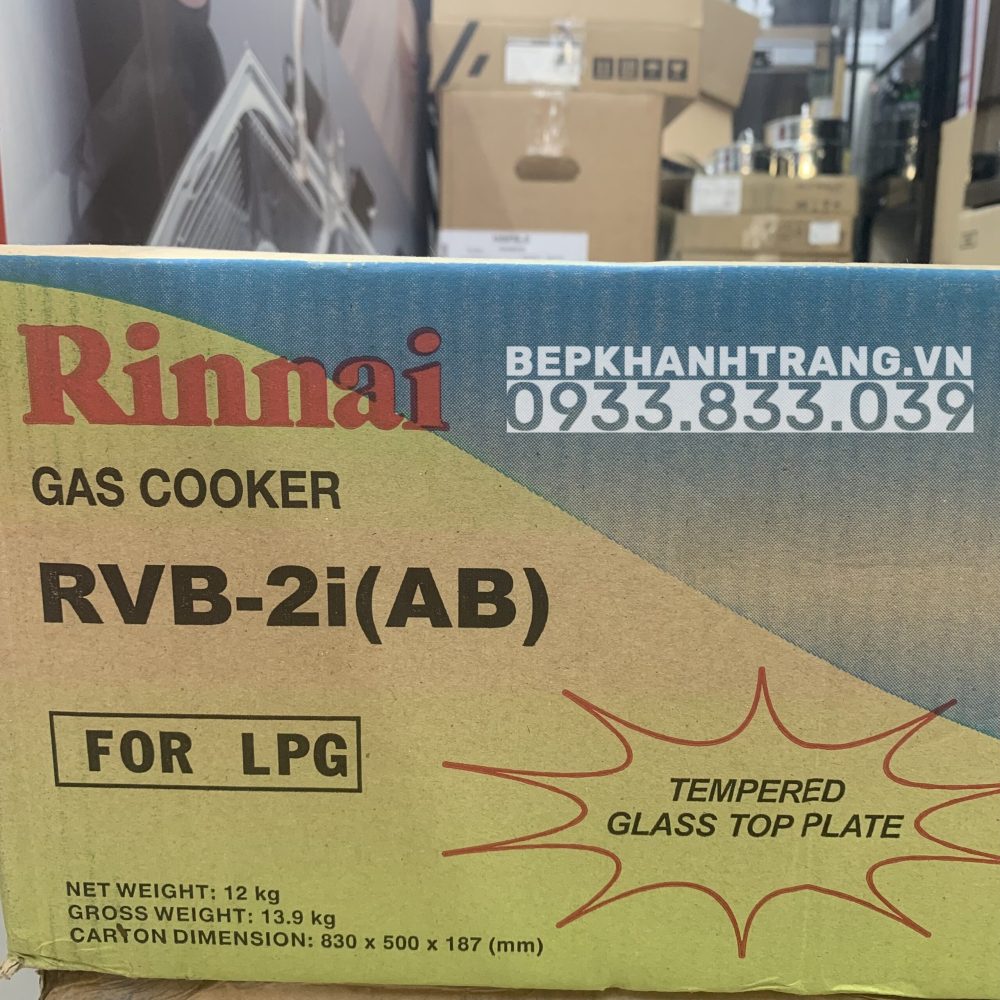 Rinnai
BEPKHANHTRANG.VN
0933.833.039
GAS COOKER
RVB-2i(AB)
FOR LPG
TEMPERED
GLASS TOP PLATE
NET WEIGHT: 12 kg
GROSS WEIGHT: 13.9 kg
CARTON DIMENSION: 830 x 500 x 187 (mm)